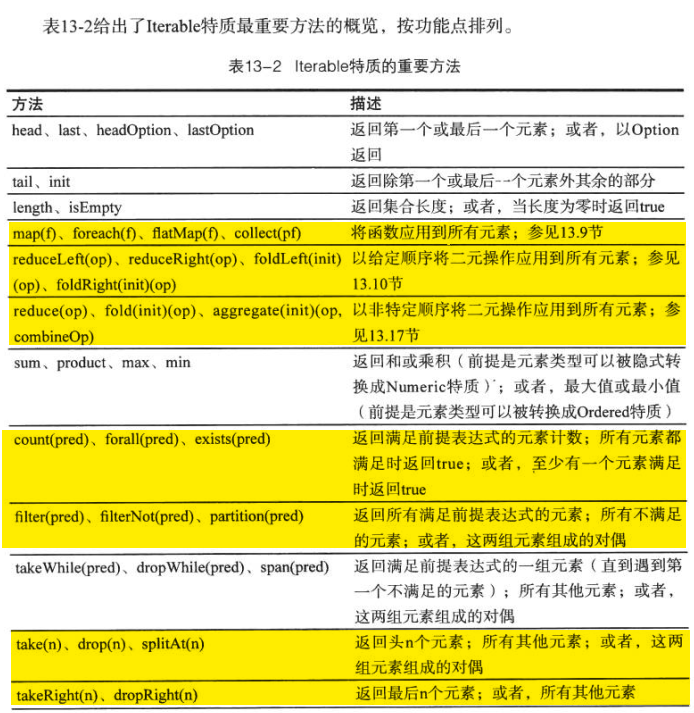 表13-2给出了Iterable特质最重要方法的概览，按功能点排列。
表13-2 Iterable特质的重要方法
方法 描述
head、last、headOption、lastOption 返回第一个或最后一个元素；或者，以Option
返回
tail、init 返回除第一个或最后一个元素外其余的部分
length、isEmpty 返回集合长度；或者，当长度为零时返回true
map(f)、foreach(f)、flatMap(f)、collect(pf) 将函数应用到所有元素；参见13.9节
reduceLeft(op)、reduceRight(op)、foldLeft(init) 以给定顺序将二元操作应用到所有元素；参见
(op)、foldRight(init)(op) 13.10节
reduce(op)、fold(init)(op)、aggregate(init)(op, 以非特定顺序将二元操作应用到所有元素；参
combineOp) 见13.17节
sum、product、max、min 返回和或乘积（前提是元素类型可以被隐式转
换成Numeric特质）；或者，最大值或最小值
（前提是元素类型可以被转换成Ordered特质）
count(pred)、forall(pred)、exists(pred) 返回满足前提表达式的元素计数；所有元素都
满足时返回true；或者，至少有一个元素满足
时返回true
filter(pred)、filterNot(pred)、partition(pred) 返回所有满足前提表达式的元素；所有不满足
的元素；或者，这两组元素组成的对偶
takeWhile(pred)、dropWhile(pred)、span(pred) 返回满足前提表达式的一组元素（直到遇到第
一个不满足的元素）；所有其他元素；或者，
这两组元素组成的对偶
take(n)、drop(n)、splitAt(n) 返回头n个元素；所有其他元素；或者，这两
组元素组成的对偶
takeRight(n)、dropRight(n) 返回最后n个元素；或者，所有其他元素